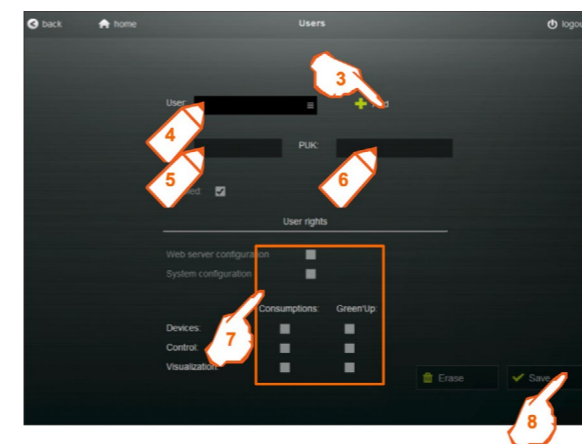 back home Users logou
3
User: Add
4
PUK:
5 6
User rights
Web server configuration
System configuration
Consumptions: Green'Up:
Devices:
7
Control:
Visualization:
Erase Save
8